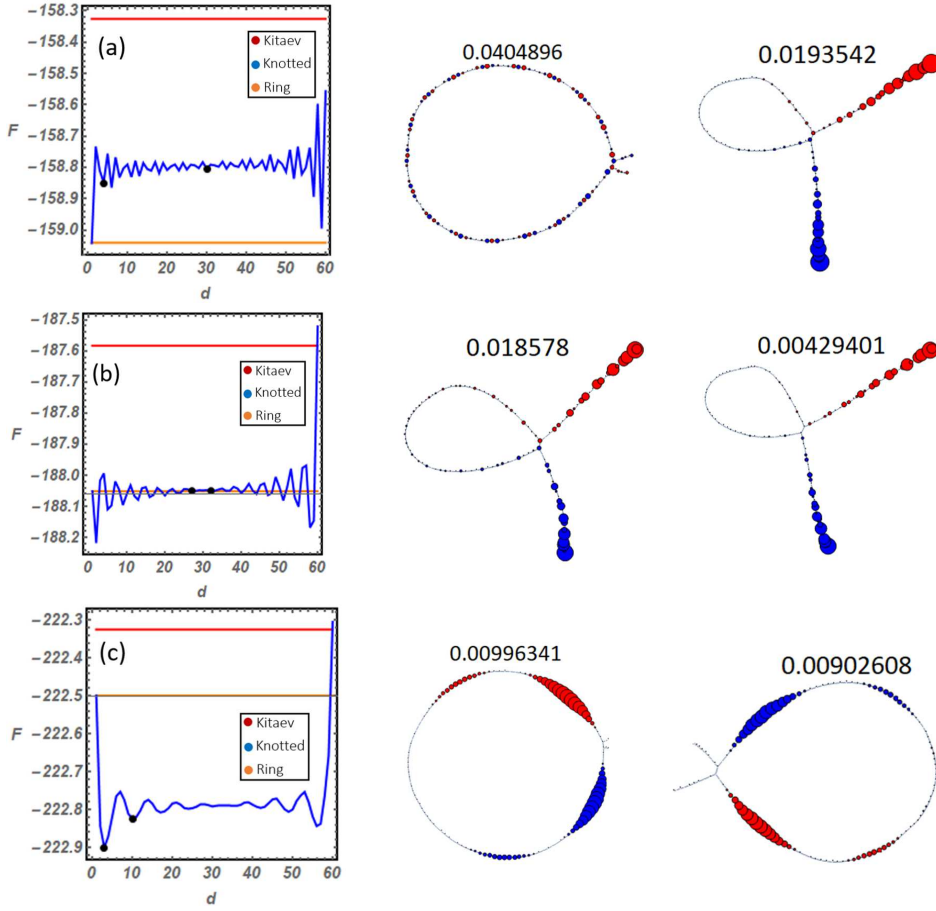 −158.3
−158.4
−158.5
−158.6
−158.7
−158.8
−158.9
−159.0
F
(a)
Kitaev
Knotted
Ring
0 10 20 30 40 50 60
d
0.0404896
0.0193542
−187.5
−187.6
−187.7
−187.8
−187.9
−188.0
−188.1
−188.2
F
(b)
Kitaev
Knotted
Ring
0 10 20 30 40 50 60
d
0.018578
0.00429401
−222.3
−222.4
−222.5
−222.6
−222.7
−222.8
−222.9
F
(c)
Kitaev
Knotted
Ring
0 10 20 30 40 50 60
d
0.00996341
0.00902608